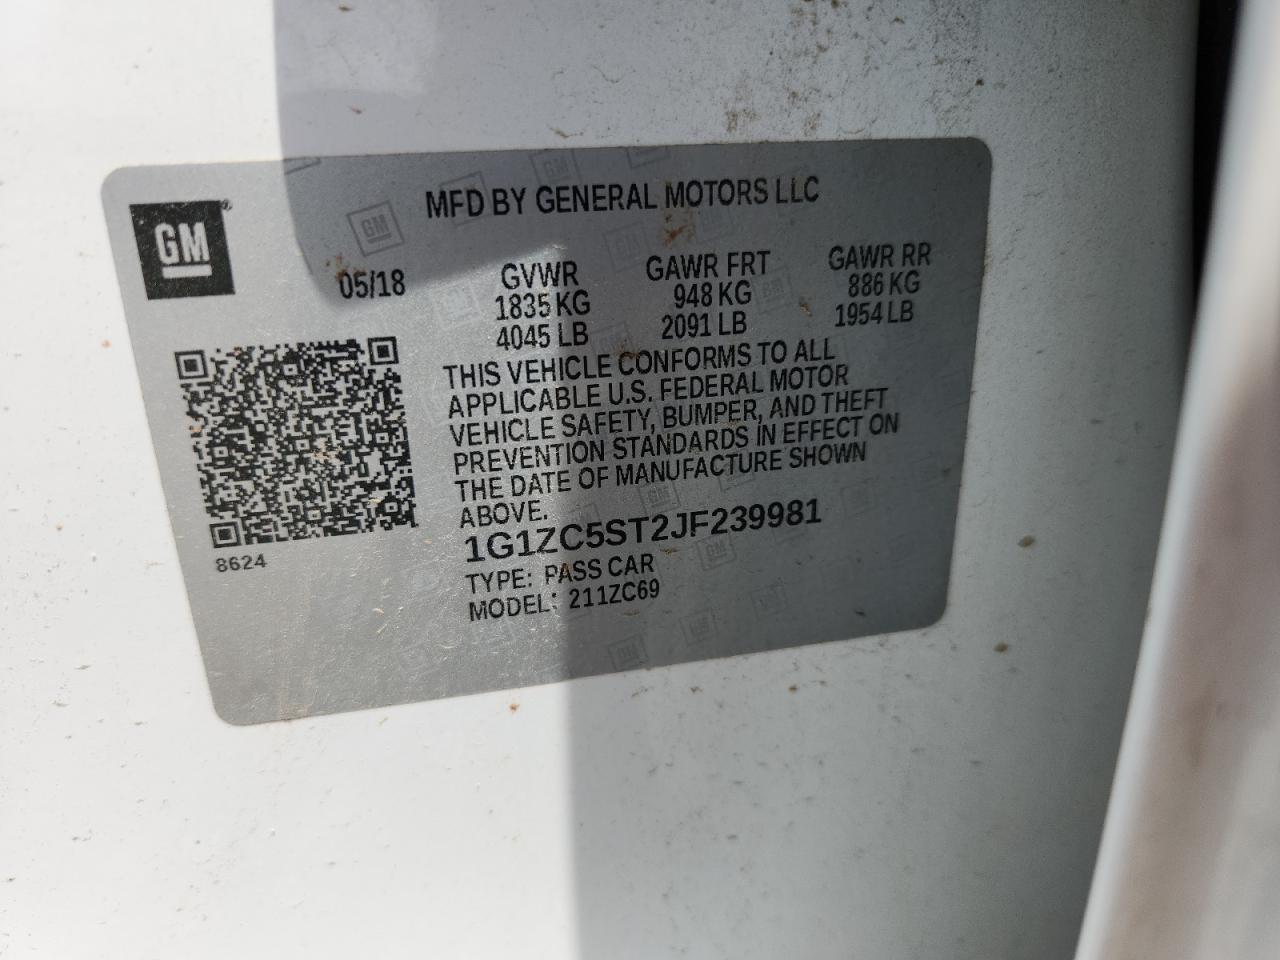 GM®
MFD BY GENERAL MOTORS LLC
05/18
GVWR
1835 KG
4045 LB
GAWR FRT
948 KG
2091 LB
GAWR RR
886 KG
1954 LB
THIS VEHICLE CONFORMS TO ALL
APPLICABLE U.S. FEDERAL MOTOR
VEHICLE SAFETY, BUMPER, AND THEFT
PREVENTION STANDARDS IN EFFECT ON
THE DATE OF MANUFACTURE SHOWN
ABOVE.
1G1ZC5ST2JF239981
TYPE: PASS CAR
MODEL: 211ZC69
8624